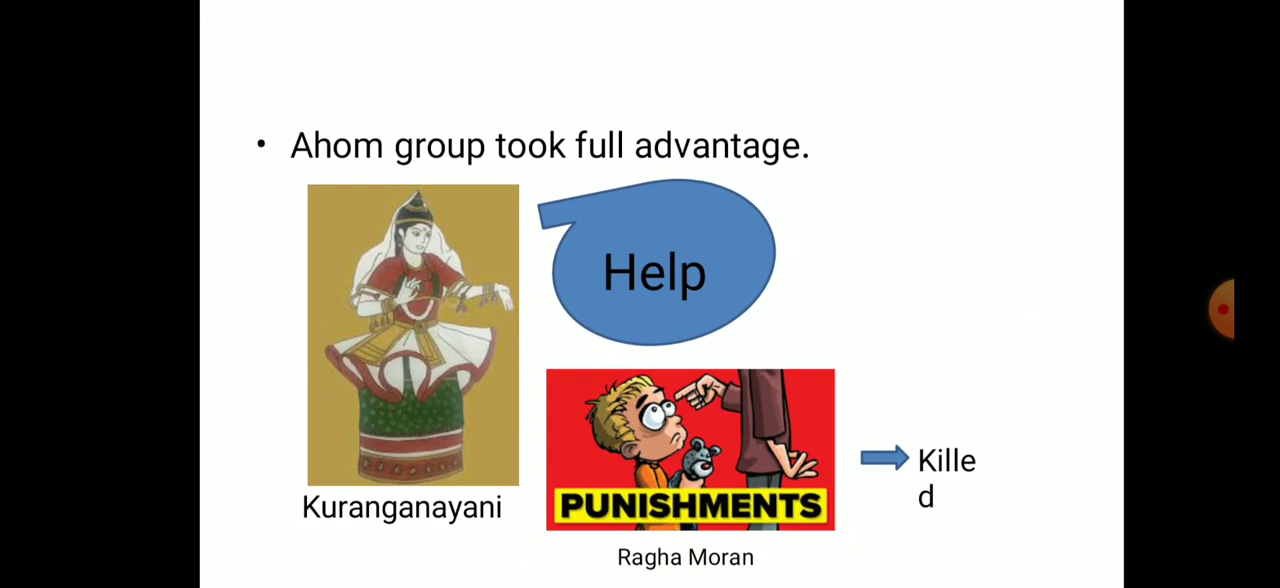 • Ahom group took full advantage.
Help
Kuranganayani
PUNISHMENTS
Kille
d
Ragha Moran